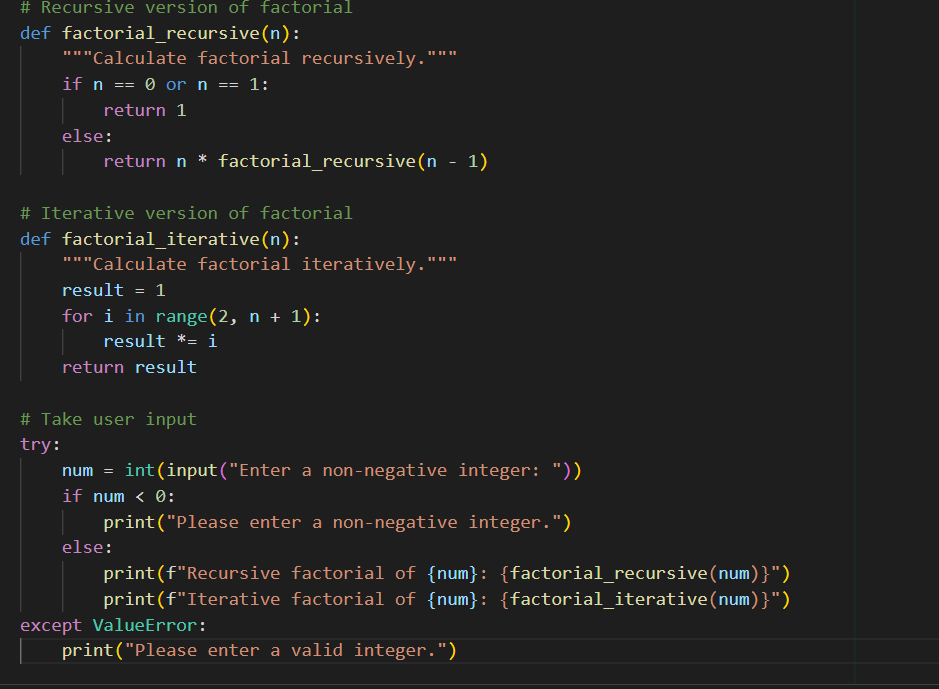 # Recursive version of factorial
def factorial_recursive(n):
    """Calculate factorial recursively."""
    if n == 0 or n == 1:
        return 1
    else:
        return n * factorial_recursive(n - 1)

# Iterative version of factorial
def factorial_iterative(n):
    """Calculate factorial iteratively."""
    result = 1
    for i in range(2, n + 1):
        result *= i
    return result

# Take user input
try:
    num = int(input("Enter a non-negative integer: "))
    if num < 0:
        print("Please enter a non-negative integer.")
    else:
        print(f"Recursive factorial of {num}: {factorial_recursive(num)}")
        print(f"Iterative factorial of {num}: {factorial_iterative(num)}")
except ValueError:
    print("Please enter a valid integer.")